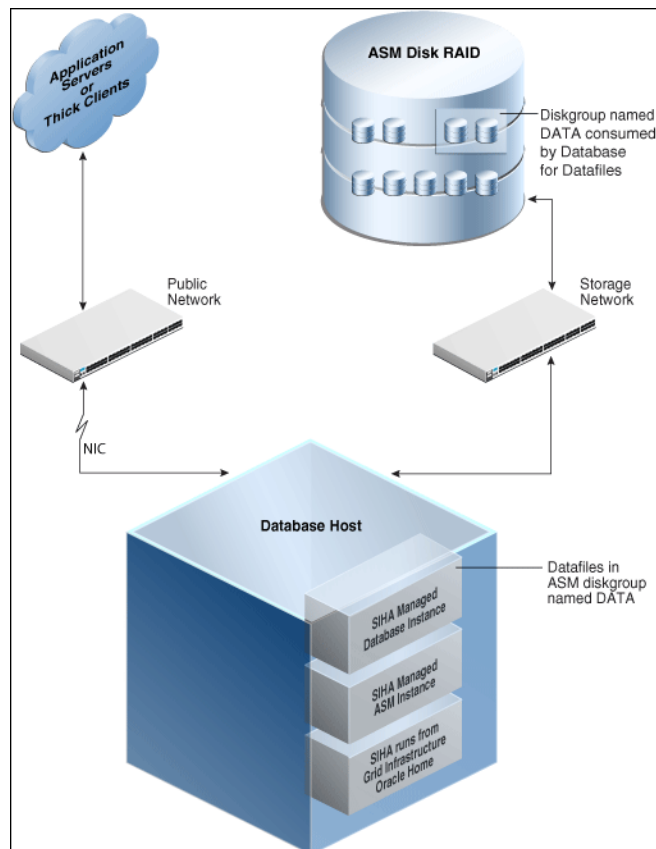 Application
Servers
or
Thick Clients
ASM Disk RAID
Diskgroup named
DATA consumed
by Database
for Datafiles
Public
Network
Storage
Network
NIC
Database Host
Datafiles in
ASM diskgroup
named DATA
SIHA Managed
Database Instance
SIHA Managed
ASM Instance
SIHA runs from
Grid Infrastructure
Oracle Home